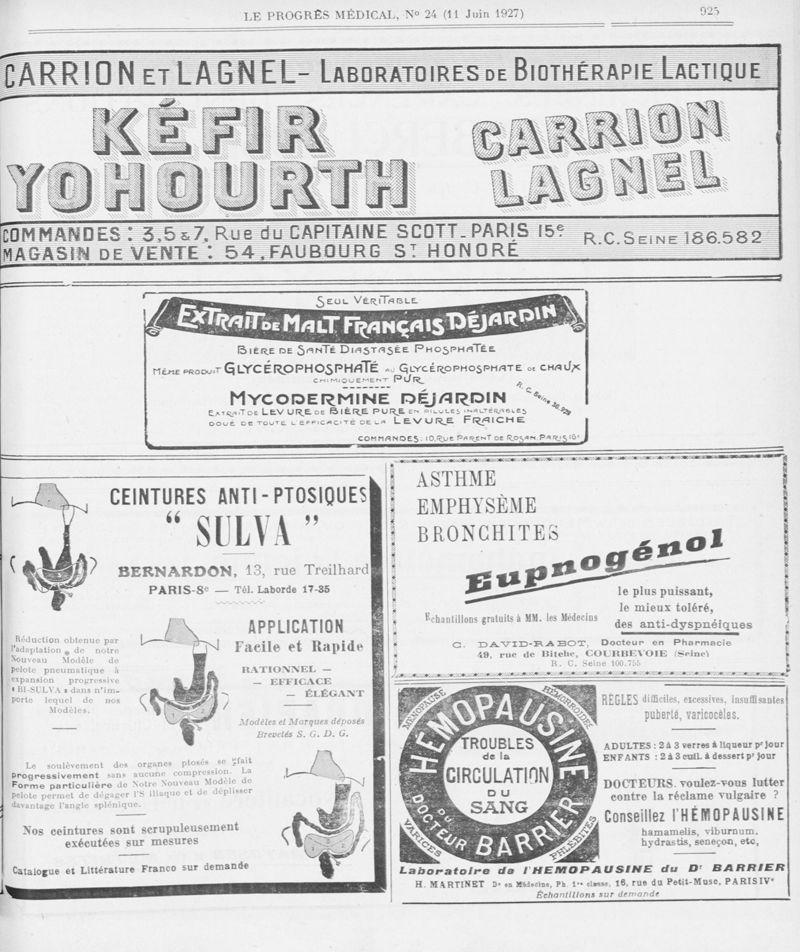 LE PROGRÈS MÉDICAL, No 24 (11 Juin 1927)
925
CARRION ET LAGNEL - LABORATOIRES DE BIOTHÉRAPIE LACTIQUE
KÉFIR
YOHOURTH
CARRION
LAGNEL
COMMANDES : 3,5 & 7, Rue du CAPITAINE SCOTT - PARIS 15e
MAGASIN DE VENTE : 54, FAUBOURG ST HONORÉ
R.C. SEINE 186.582
SEUL VÉRITABLE
EXTRAIT DE MALT FRANÇAIS DÉJARDIN
BIÈRE DE SANTÉ DIASTASÉE PHOSPHATÉE
MÊME PRODUIT GLYCÉROPHOSPHATÉ AU GLYCÉROPHOSPHATE DE CHAUX
CHIMIQUEMENT PUR
R. C. Seine 36.928
MYCODERMINE DÉJARDIN
EXTRAIT DE LEVURE DE BIÈRE PURE EN PILULES INALTÉRABLES
DOUÉ DE TOUTE L'EFFICACITÉ DE LA LEVURE FRAICHE
COMMANDES : 10, RUE PARENT DE ROSAN, PARIS 16e
CEINTURES ANTI-PTOSIQUES
" SULVA "
BERNARDON, 13, rue Treilhard
PARIS-8e — Tél. Laborde 17-35
Réduction obtenue par
l'adaptation de notre
Nouveau Modèle de
pelote pneumatique à
expansion progressive
« BI-SULVA » dans n'im-
porte lequel de nos
Modèles.
APPLICATION
Facile et Rapide
RATIONNEL —
— EFFICACE
— ÉLÉGANT
Modèles et Marques déposés
Brevetés S. G. D. G.
Le soulèvement des organes ptosés se fait
progressivement sans aucune compression. La
Forme particulière de Notre Nouveau Modèle de
pelote permet de dégager l'S iliaque et de déplisser
davantage l'angle splénique.
Nos ceintures sont scrupuleusement
exécutées sur mesures
Catalogue et Littérature Franco sur demande
ASTHME
EMPHYSÈME
BRONCHITES
Eupnogénol
le plus puissant,
le mieux toléré,
des anti-dyspnéiques
Echantillons gratuits à MM. les Médecins
C. DAVID-RABOT, Docteur en Pharmacie
49, rue de Bitche, COURBEVOIE (Seine)
R. C. Seine 100.755
MÉNOPAUSE
HÉMORROIDES
HÉMOPAUSINE
DU DOCTEUR BARRIER
TROUBLES
de la
CIRCULATION
DU
SANG
VARICES
PHLÉBITES
RÈGLES difficiles, excessives, insuffisantes
puberté, varicocèles.
ADULTES : 2 à 3 verres à liqueur pr jour
ENFANTS : 2 à 3 cuil. à dessert pr jour
DOCTEURS, voulez-vous lutter
contre la réclame vulgaire ?
Conseillez l'HÉMOPAUSINE
hamamelis, viburnum,
hydrastis, seneçon, etc,
Laboratoire de l'HEMOPAUSINE du Dr BARRIER
H. MARTINET Dr en Médecine, Ph. 1re classe, 16, rue du Petit-Musc, PARIS IVe
Échantillons sur demande